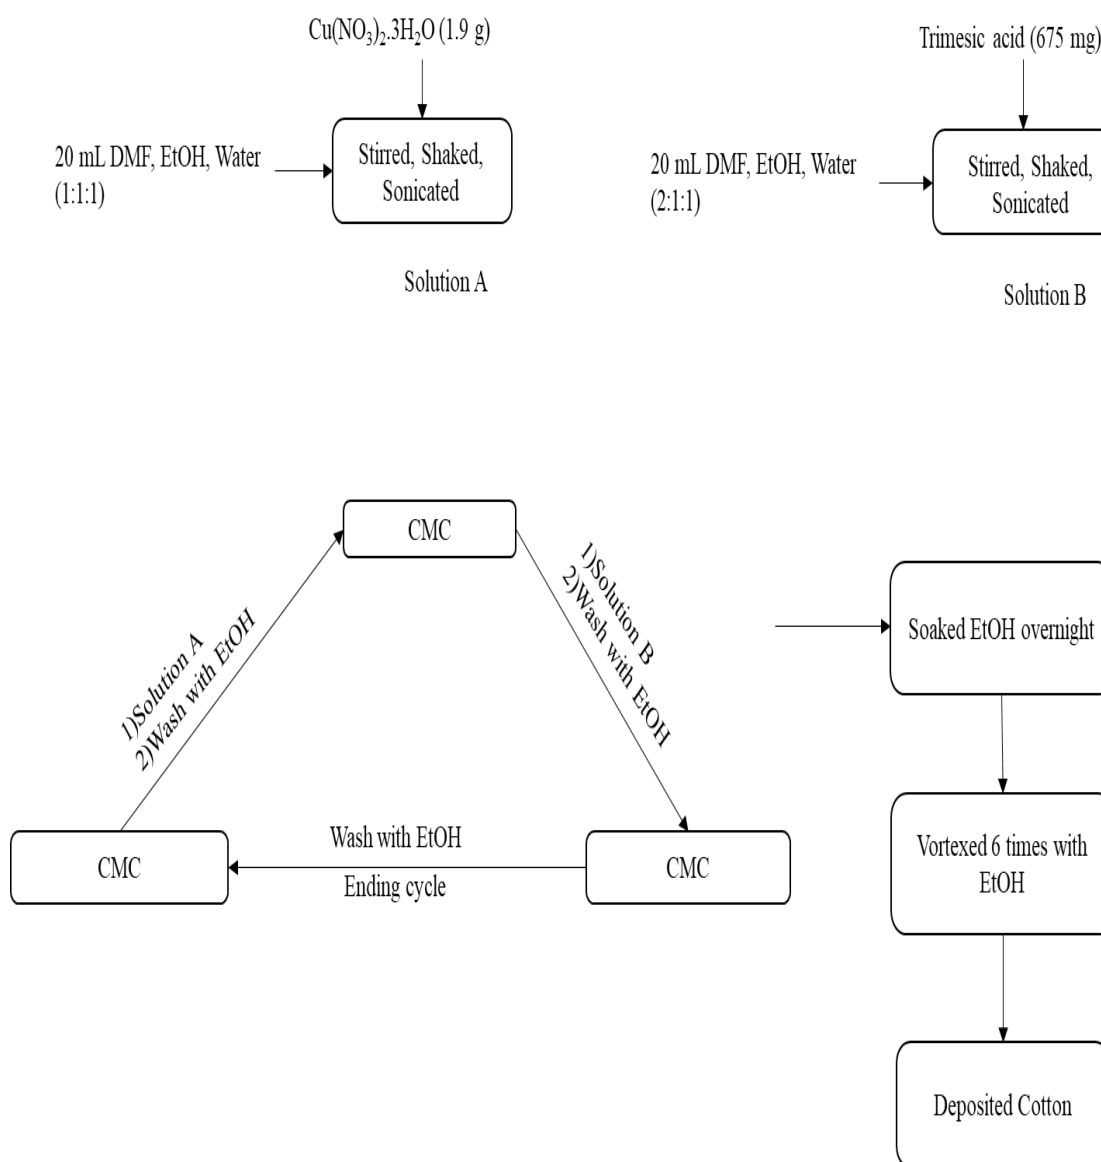 Cu(NO₃)₂.3H₂O (1.9 g)
Trimesic acid (675 mg)
20 mL DMF, EtOH, Water
(1:1:1)
Stirred, Shaked,
Sonicated
20 mL DMF, EtOH, Water
(2:1:1)
Stirred, Shaked,
Sonicated
Solution A
Solution B
CMC
1)Solution A
2)Wash with EtOH
1)Solution B
2)Wash with EtOH
CMC
Wash with EtOH
Ending cycle
CMC
Soaked EtOH overnight
Vortexed 6 times with
EtOH
Deposited Cotton